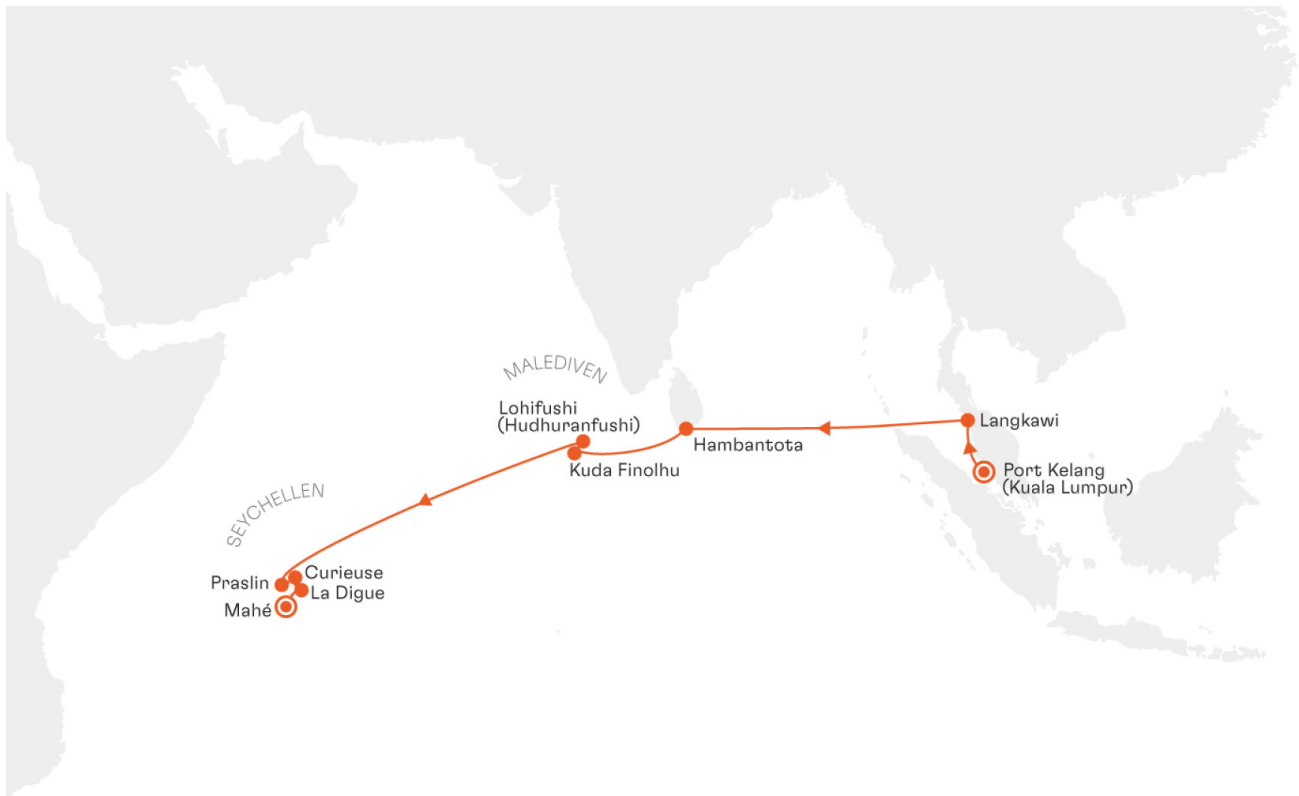 MALEDIVEN
Lohifushi
(Hudhuranfushi)
Kuda Finolhu
Hambantota
Langkawi
Port Kelang
(Kuala Lumpur)
SEYCHELLEN
Praslin
Curieuse
La Digue
Mahé